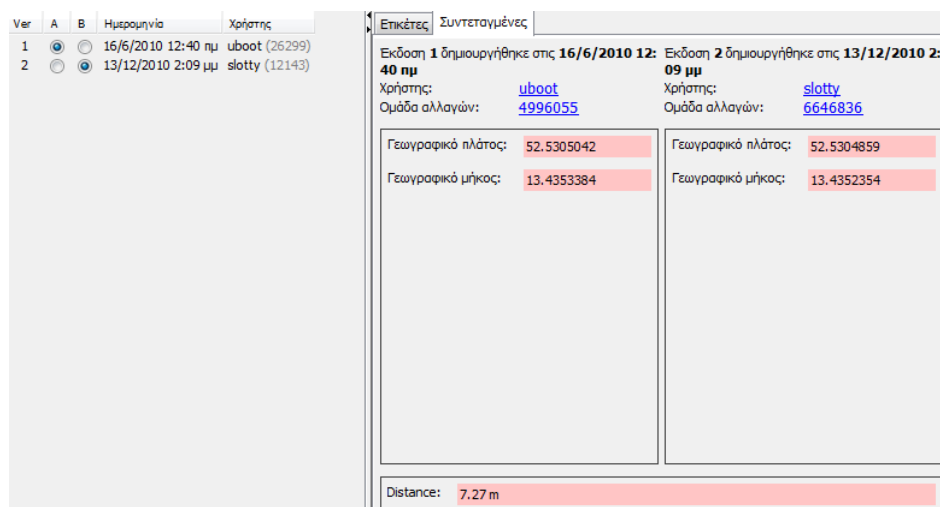 Ver A B Ημερομηνία Χρήστης
1 16/6/2010 12:40 πμ uboot (26299)
2 13/12/2010 2:09 μμ slotty (12143)
Ετικέτες Συντεταγμένες
Έκδοση 1 δημιουργήθηκε στις 16/6/2010 12:
40 πμ
Χρήστης: uboot
Ομάδα αλλαγών: 4996055
Γεωγραφικό πλάτος: 52.5305042
Γεωγραφικό μήκος: 13.4353384
Έκδοση 2 δημιουργήθηκε στις 13/12/2010 2:
09 μμ
Χρήστης: slotty
Ομάδα αλλαγών: 6646836
Γεωγραφικό πλάτος: 52.5304859
Γεωγραφικό μήκος: 13.4352354
Distance: 7.27 m